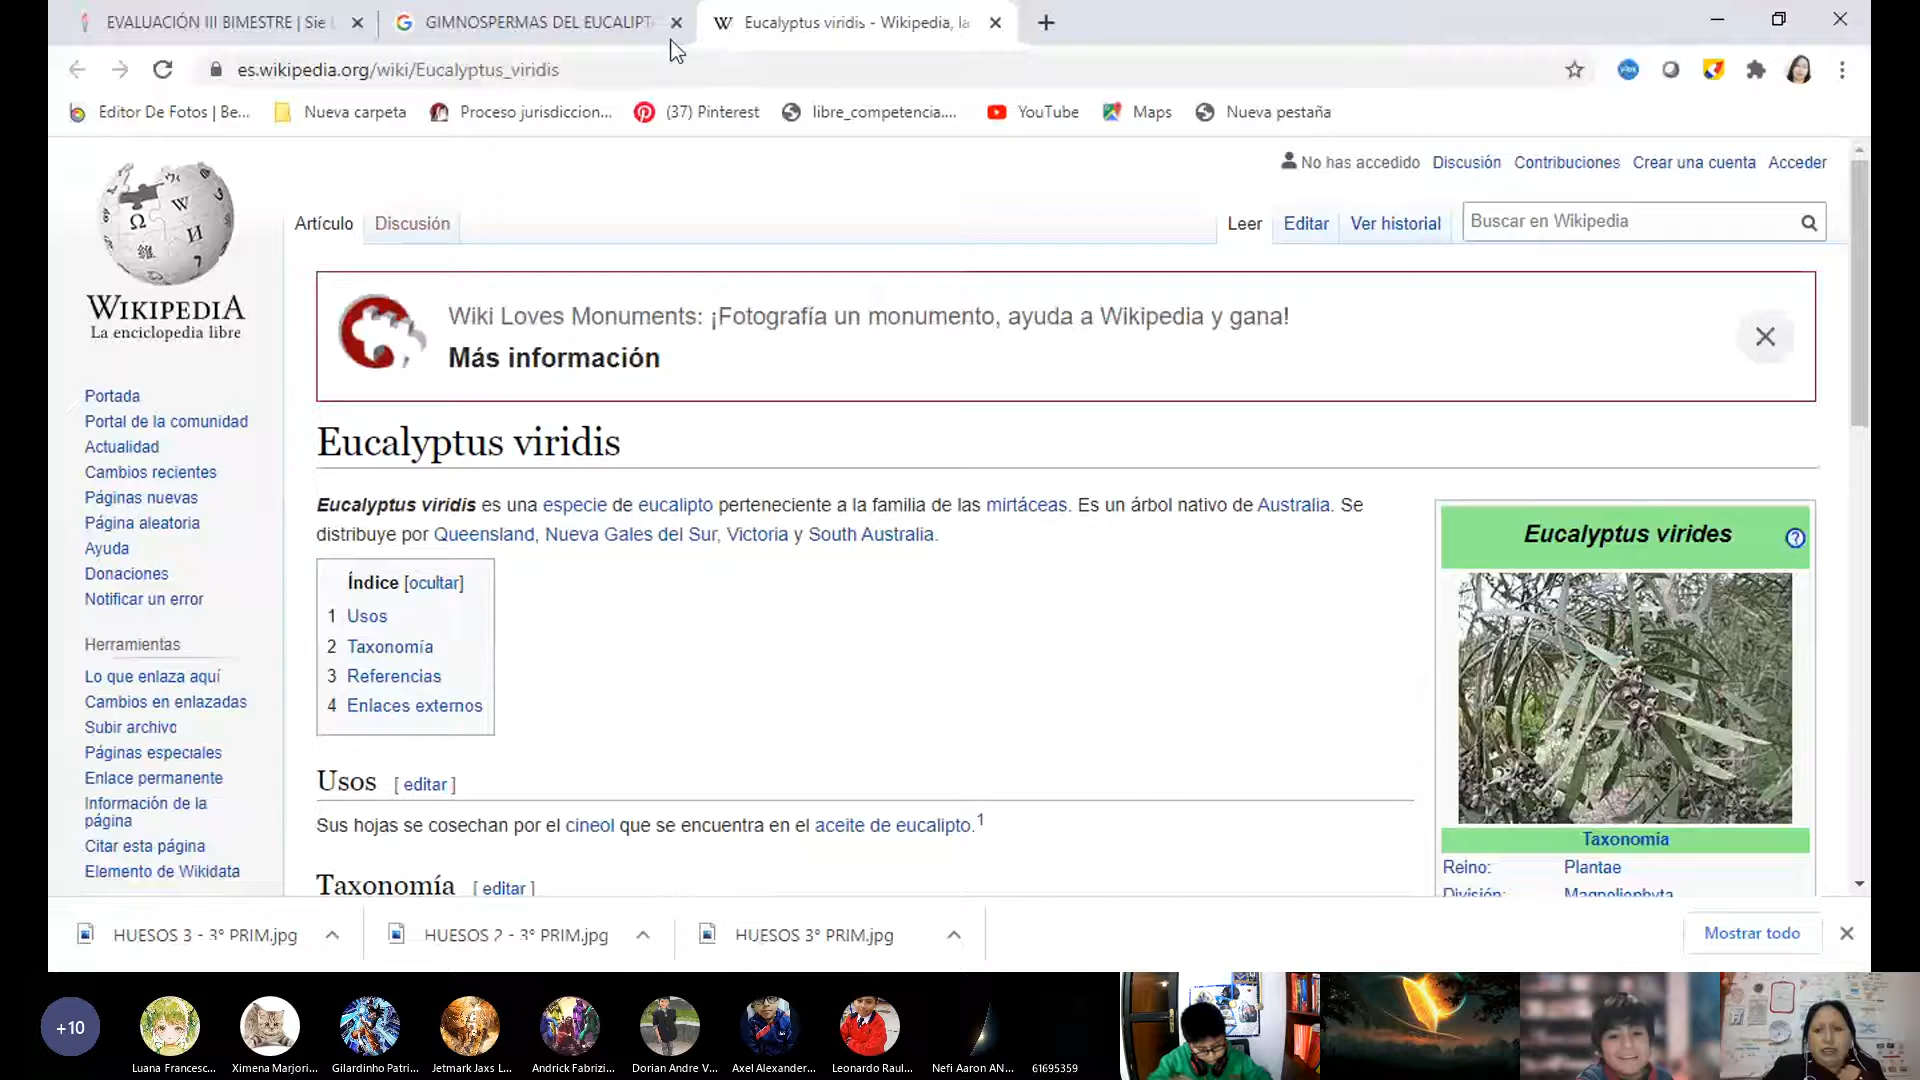 EVALUACIÓN III BIMESTRE | Sie
GIMNOSPERMAS DEL EUCALIPT
Eucalyptus viridis - Wikipedia, la
es.wikipedia.org/wiki/Eucalyptus_viridis
Editor De Fotos | Be...
Nueva carpeta
Proceso jurisdiccion...
(37) Pinterest
libre_competencia....
YouTube
Maps
Nueva pestaña
No has accedido
Discusión
Contribuciones
Crear una cuenta
Acceder
Artículo
Discusión
Leer
Editar
Ver historial
Buscar en Wikipedia
WIKIPEDIA
La enciclopedia libre
Wiki Loves Monuments: ¡Fotografía un monumento, ayuda a Wikipedia y gana!
Más información
Portada
Portal de la comunidad
Actualidad
Cambios recientes
Páginas nuevas
Página aleatoria
Ayuda
Donaciones
Notificar un error
Herramientas
Lo que enlaza aquí
Cambios en enlazadas
Subir archivo
Páginas especiales
Enlace permanente
Información de la
página
Citar esta página
Elemento de Wikidata
Eucalyptus viridis
Eucalyptus viridis es una especie de eucalipto perteneciente a la familia de las mirtáceas. Es un árbol nativo de Australia. Se
distribuye por Queensland, Nueva Gales del Sur, Victoria y South Australia.
Índice [ocultar]
1 Usos
2 Taxonomía
3 Referencias
4 Enlaces externos
Usos [ editar ]
Sus hojas se cosechan por el cineol que se encuentra en el aceite de eucalipto.1
Taxonomía [ editar ]
Eucalyptus virides
Taxonomía
Reino: Plantae
División: Magnoliophyta
HUESOS 3 - 3° PRIM.jpg
HUESOS 2 - 3° PRIM.jpg
HUESOS 3° PRIM.jpg
Mostrar todo
+10
Luana Francesc...
Ximena Marjori...
Gilardinho Patri...
Jetmark Jaxs L...
Andrick Fabrizi...
Dorian Andre V...
Axel Alexander...
Leonardo Raul...
Nefi Aaron AN...
61695359